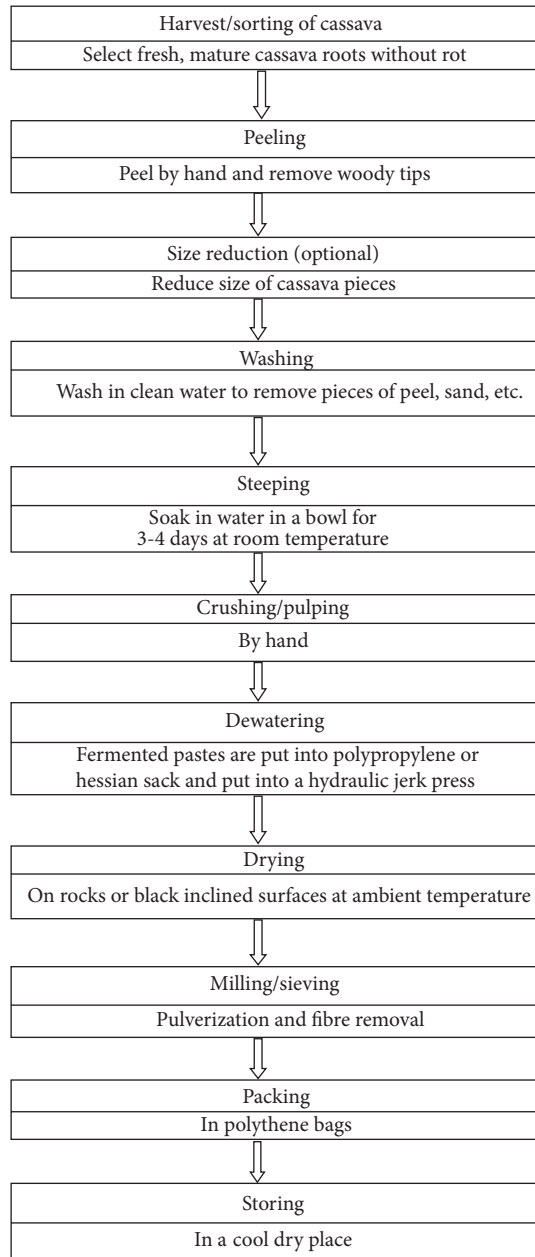 Harvest/sorting of cassava
Select fresh, mature cassava roots without rot
Peeling
Peel by hand and remove woody tips
Size reduction (optional)
Reduce size of cassava pieces
Washing
Wash in clean water to remove pieces of peel, sand, etc.
Steeping
Soak in water in a bowl for
3-4 days at room temperature
Crushing/pulping
By hand
Dewatering
Fermented pastes are put into polypropylene or
hessian sack and put into a hydraulic jerk press
Drying
On rocks or black inclined surfaces at ambient temperature
Milling/sieving
Pulverization and fibre removal
Packing
In polythene bags
Storing
In a cool dry place